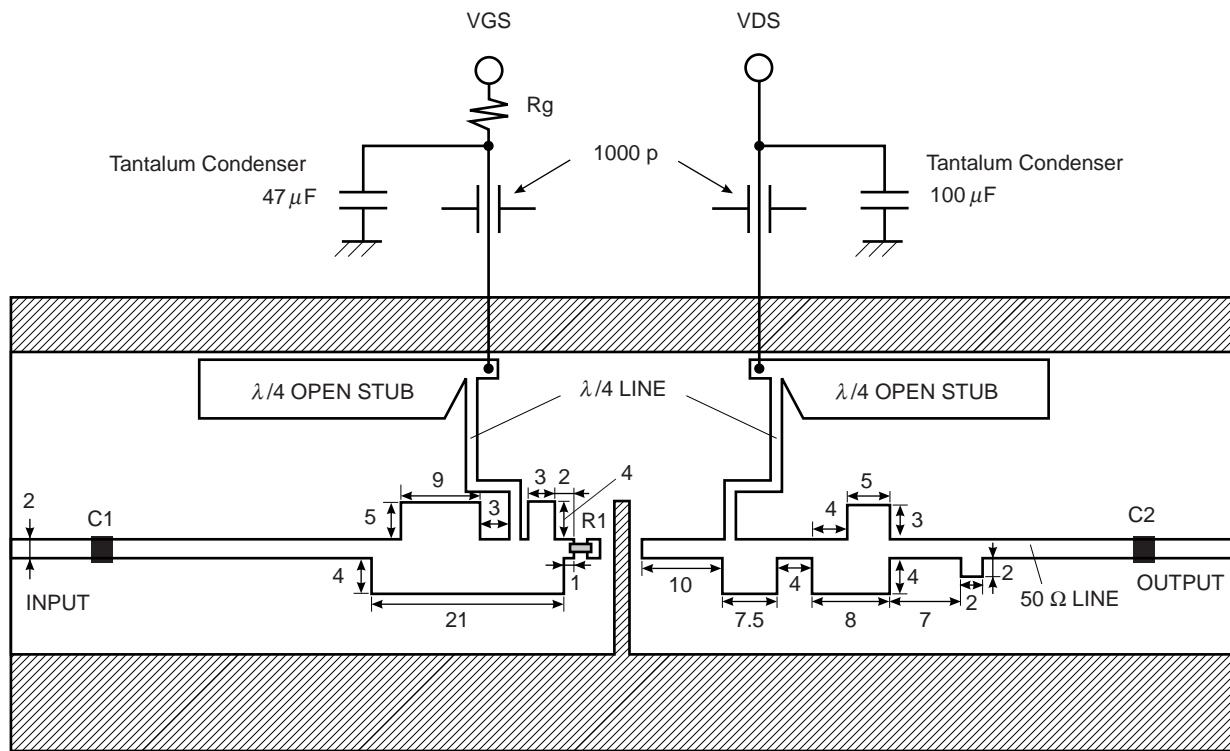 VGS
VDS
Rg
1000 p
Tantalum Condenser
47 μF
Tantalum Condenser
100 μF
λ/4 OPEN STUB
λ/4 LINE
λ/4 OPEN STUB
9
3
2
4
5
2
C1
5
3
R1
4
3
C2
4
1
4
4
2
INPUT
10
2
OUTPUT
21
7.5
8
7
50 Ω LINE